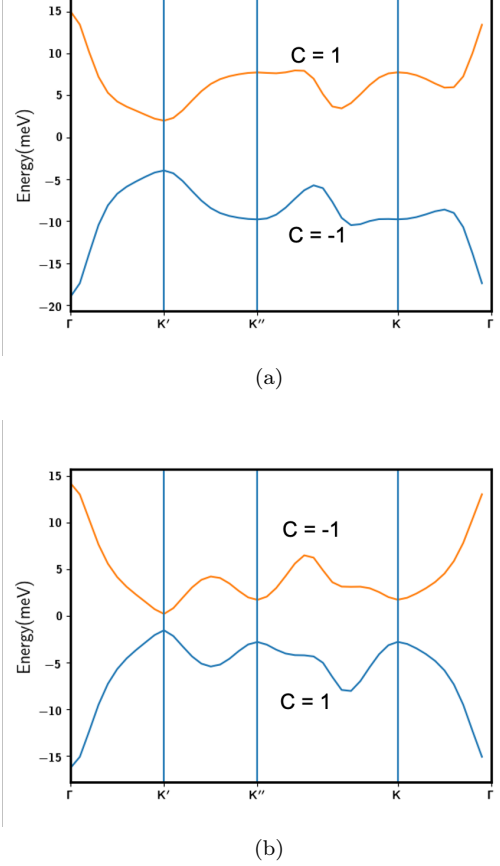 15
10
C = 1
5
0
Energy(meV)
−5
−10
C = -1
−15
−20
Γ K′ K′′ K Γ
(a)
15
10
C = -1
5
0
Energy(meV)
−5
−10
C = 1
−15
Γ K′ K′′ K Γ
(b)